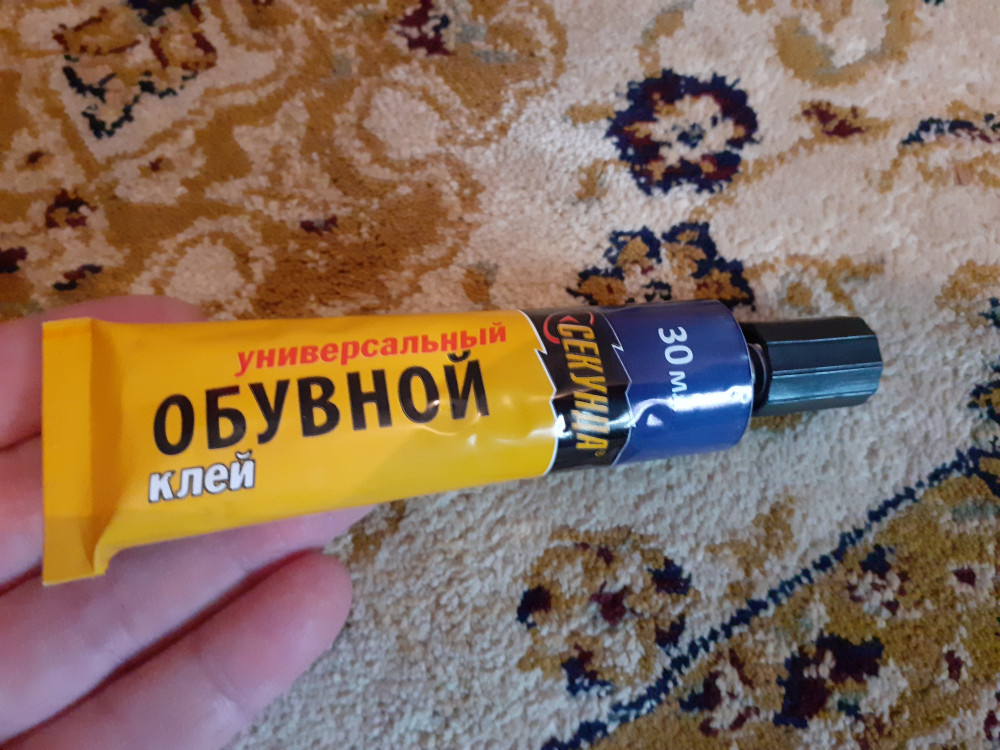 универсальный
ОБУВНОЙ
клей
СЕКУНДА
30